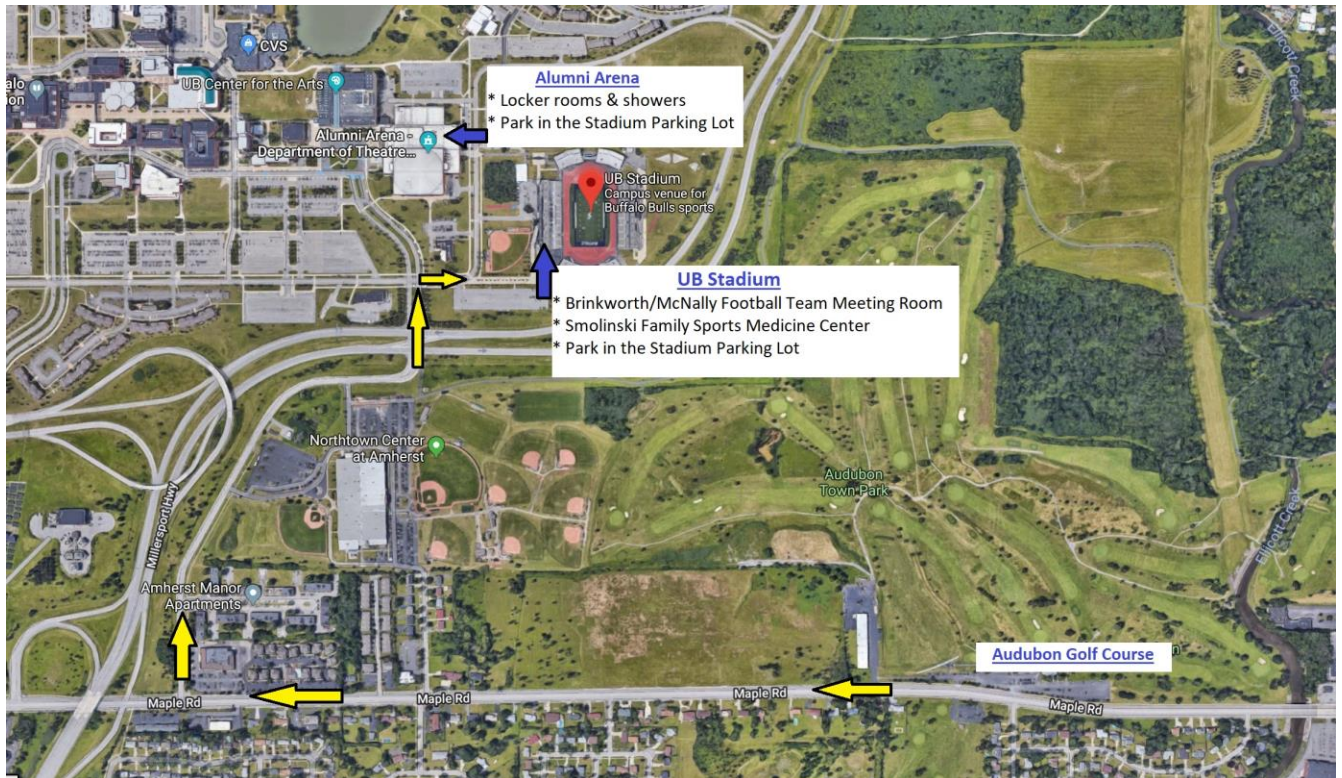 CVS
UB Center for the Arts
Alumni Arena -
Department of Theatre...
Alumni Arena
* Locker rooms & showers
* Park in the Stadium Parking Lot
UB Stadium
Campus venue for
Buffalo Bulls sports
UB Stadium
* Brinkworth/McNally Football Team Meeting Room
* Smolinski Family Sports Medicine Center
* Park in the Stadium Parking Lot
Ellicott Creek
Northtown Center
at Amherst
Audubon
Town Park
Millersport Hwy
Ellicott Creek
Amherst Manor
Apartments
Audubon Golf Course
Maple Rd
Maple Rd
Maple Rd
Maple Rd